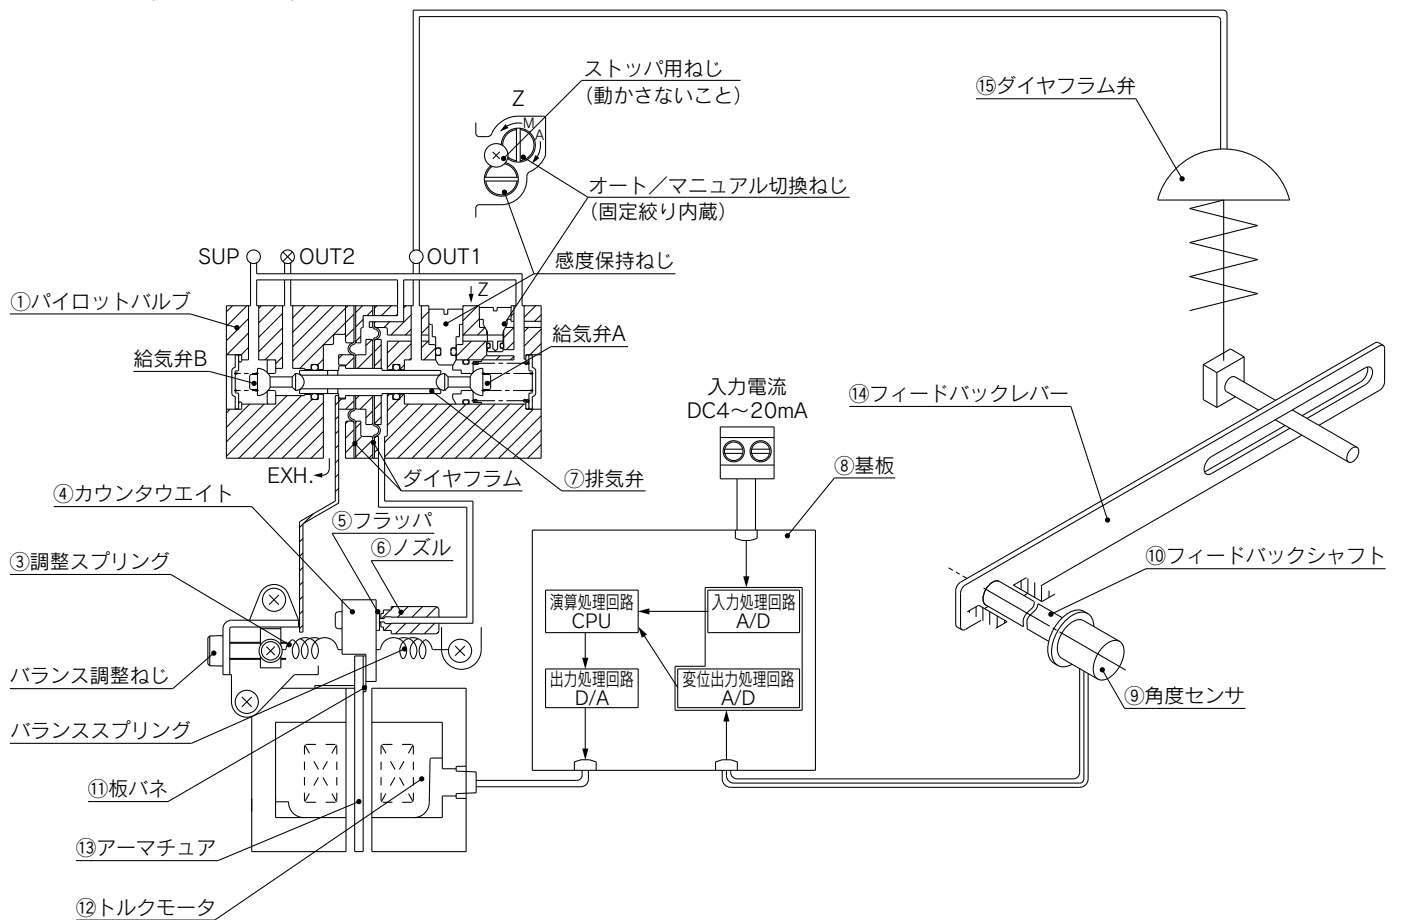 ストッパ用ねじ
(動かさないこと)
Z
M
A
⑮ダイヤフラム弁
オート／マニュアル切換ねじ
(固定絞り内蔵)
SUP
OUT2
OUT1
感度保持ねじ
Z
①パイロットバルブ
給気弁B
給気弁A
入力電流
DC4～20mA
⑭フィードバックレバー
EXH.
ダイヤフラム
⑦排気弁
⑧基板
④カウンタウエイト
⑤フラッパ
⑥ノズル
③調整スプリング
⑩フィードバックシャフト
演算処理回路
CPU
入力処理回路
A/D
バランス調整ねじ
出力処理回路
D/A
変位出力処理回路
A/D
⑨角度センサ
バランススプリング
⑪板バネ
⑬アーマチュア
⑫トルクモータ